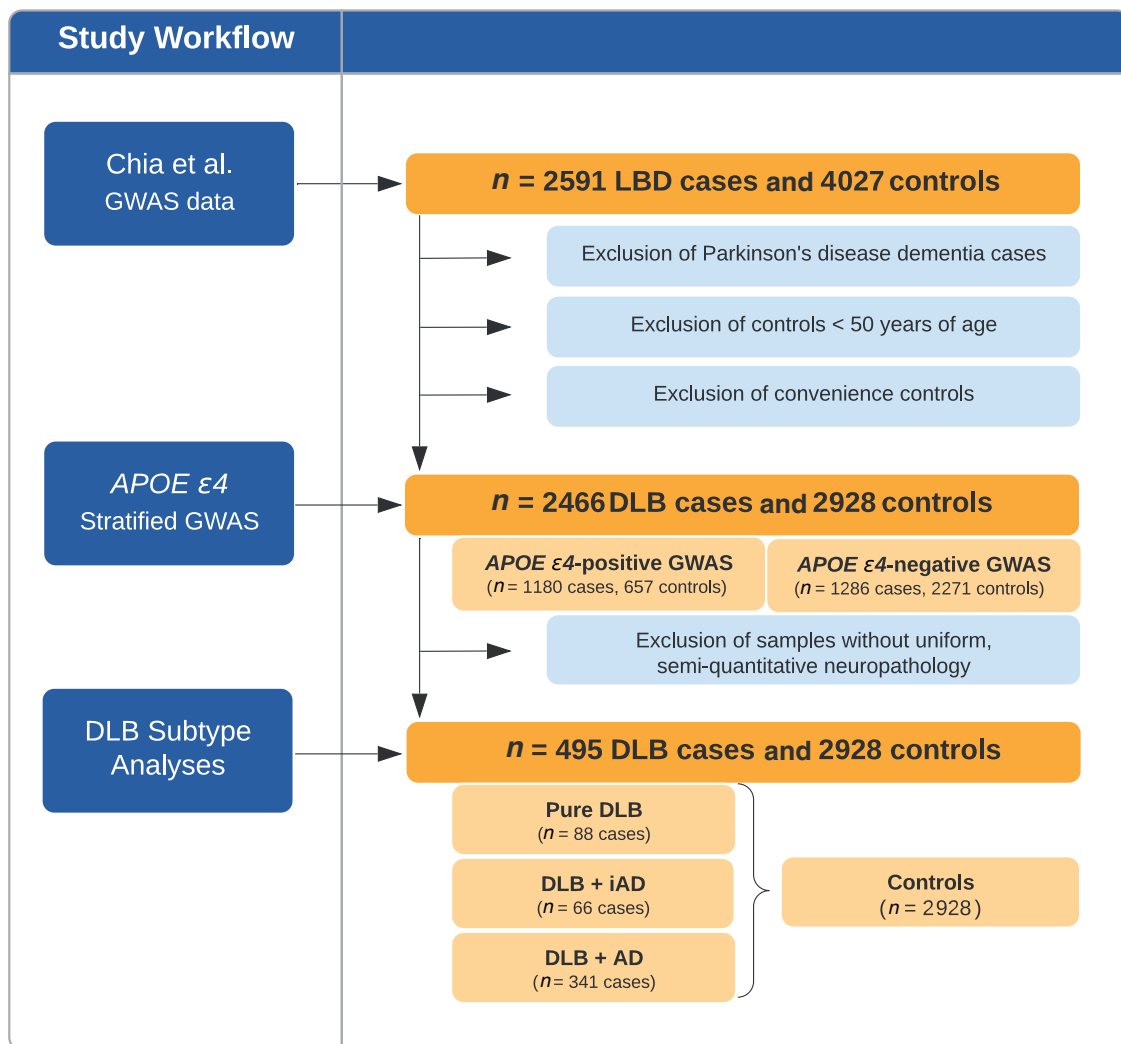 Study Workflow
Chia et al.
GWAS data
n = 2591 LBD cases and 4027 controls
Exclusion of Parkinson's disease dementia cases
Exclusion of controls < 50 years of age
Exclusion of convenience controls
APOE ε4
Stratified GWAS
n = 2466 DLB cases and 2928 controls
APOE ε4-positive GWAS
(n = 1180 cases, 657 controls)
APOE ε4-negative GWAS
(n = 1286 cases, 2271 controls)
Exclusion of samples without uniform,
semi-quantitative neuropathology
DLB Subtype
Analyses
n = 495 DLB cases and 2928 controls
Pure DLB
(n = 88 cases)
DLB + iAD
(n = 66 cases)
DLB + AD
(n = 341 cases)
Controls
(n = 2928)